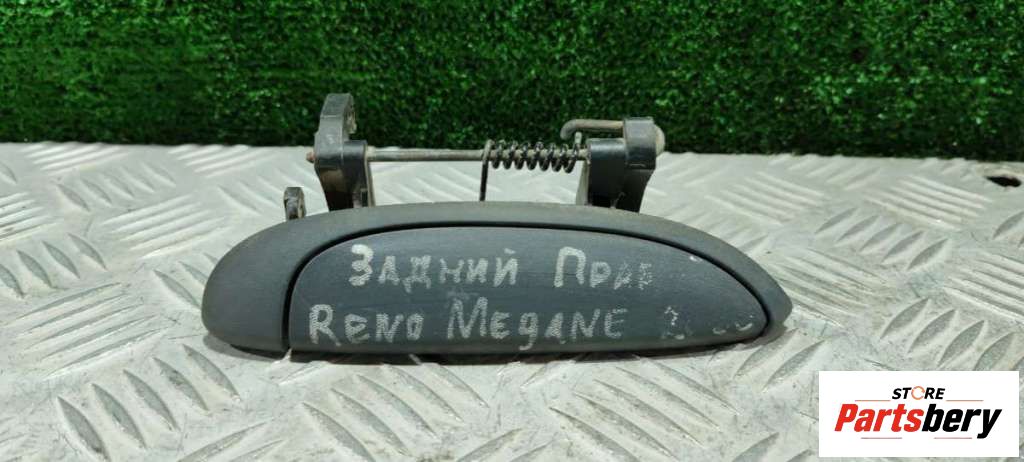 Задний Прав
Reno Megane
STORE
Partsbery